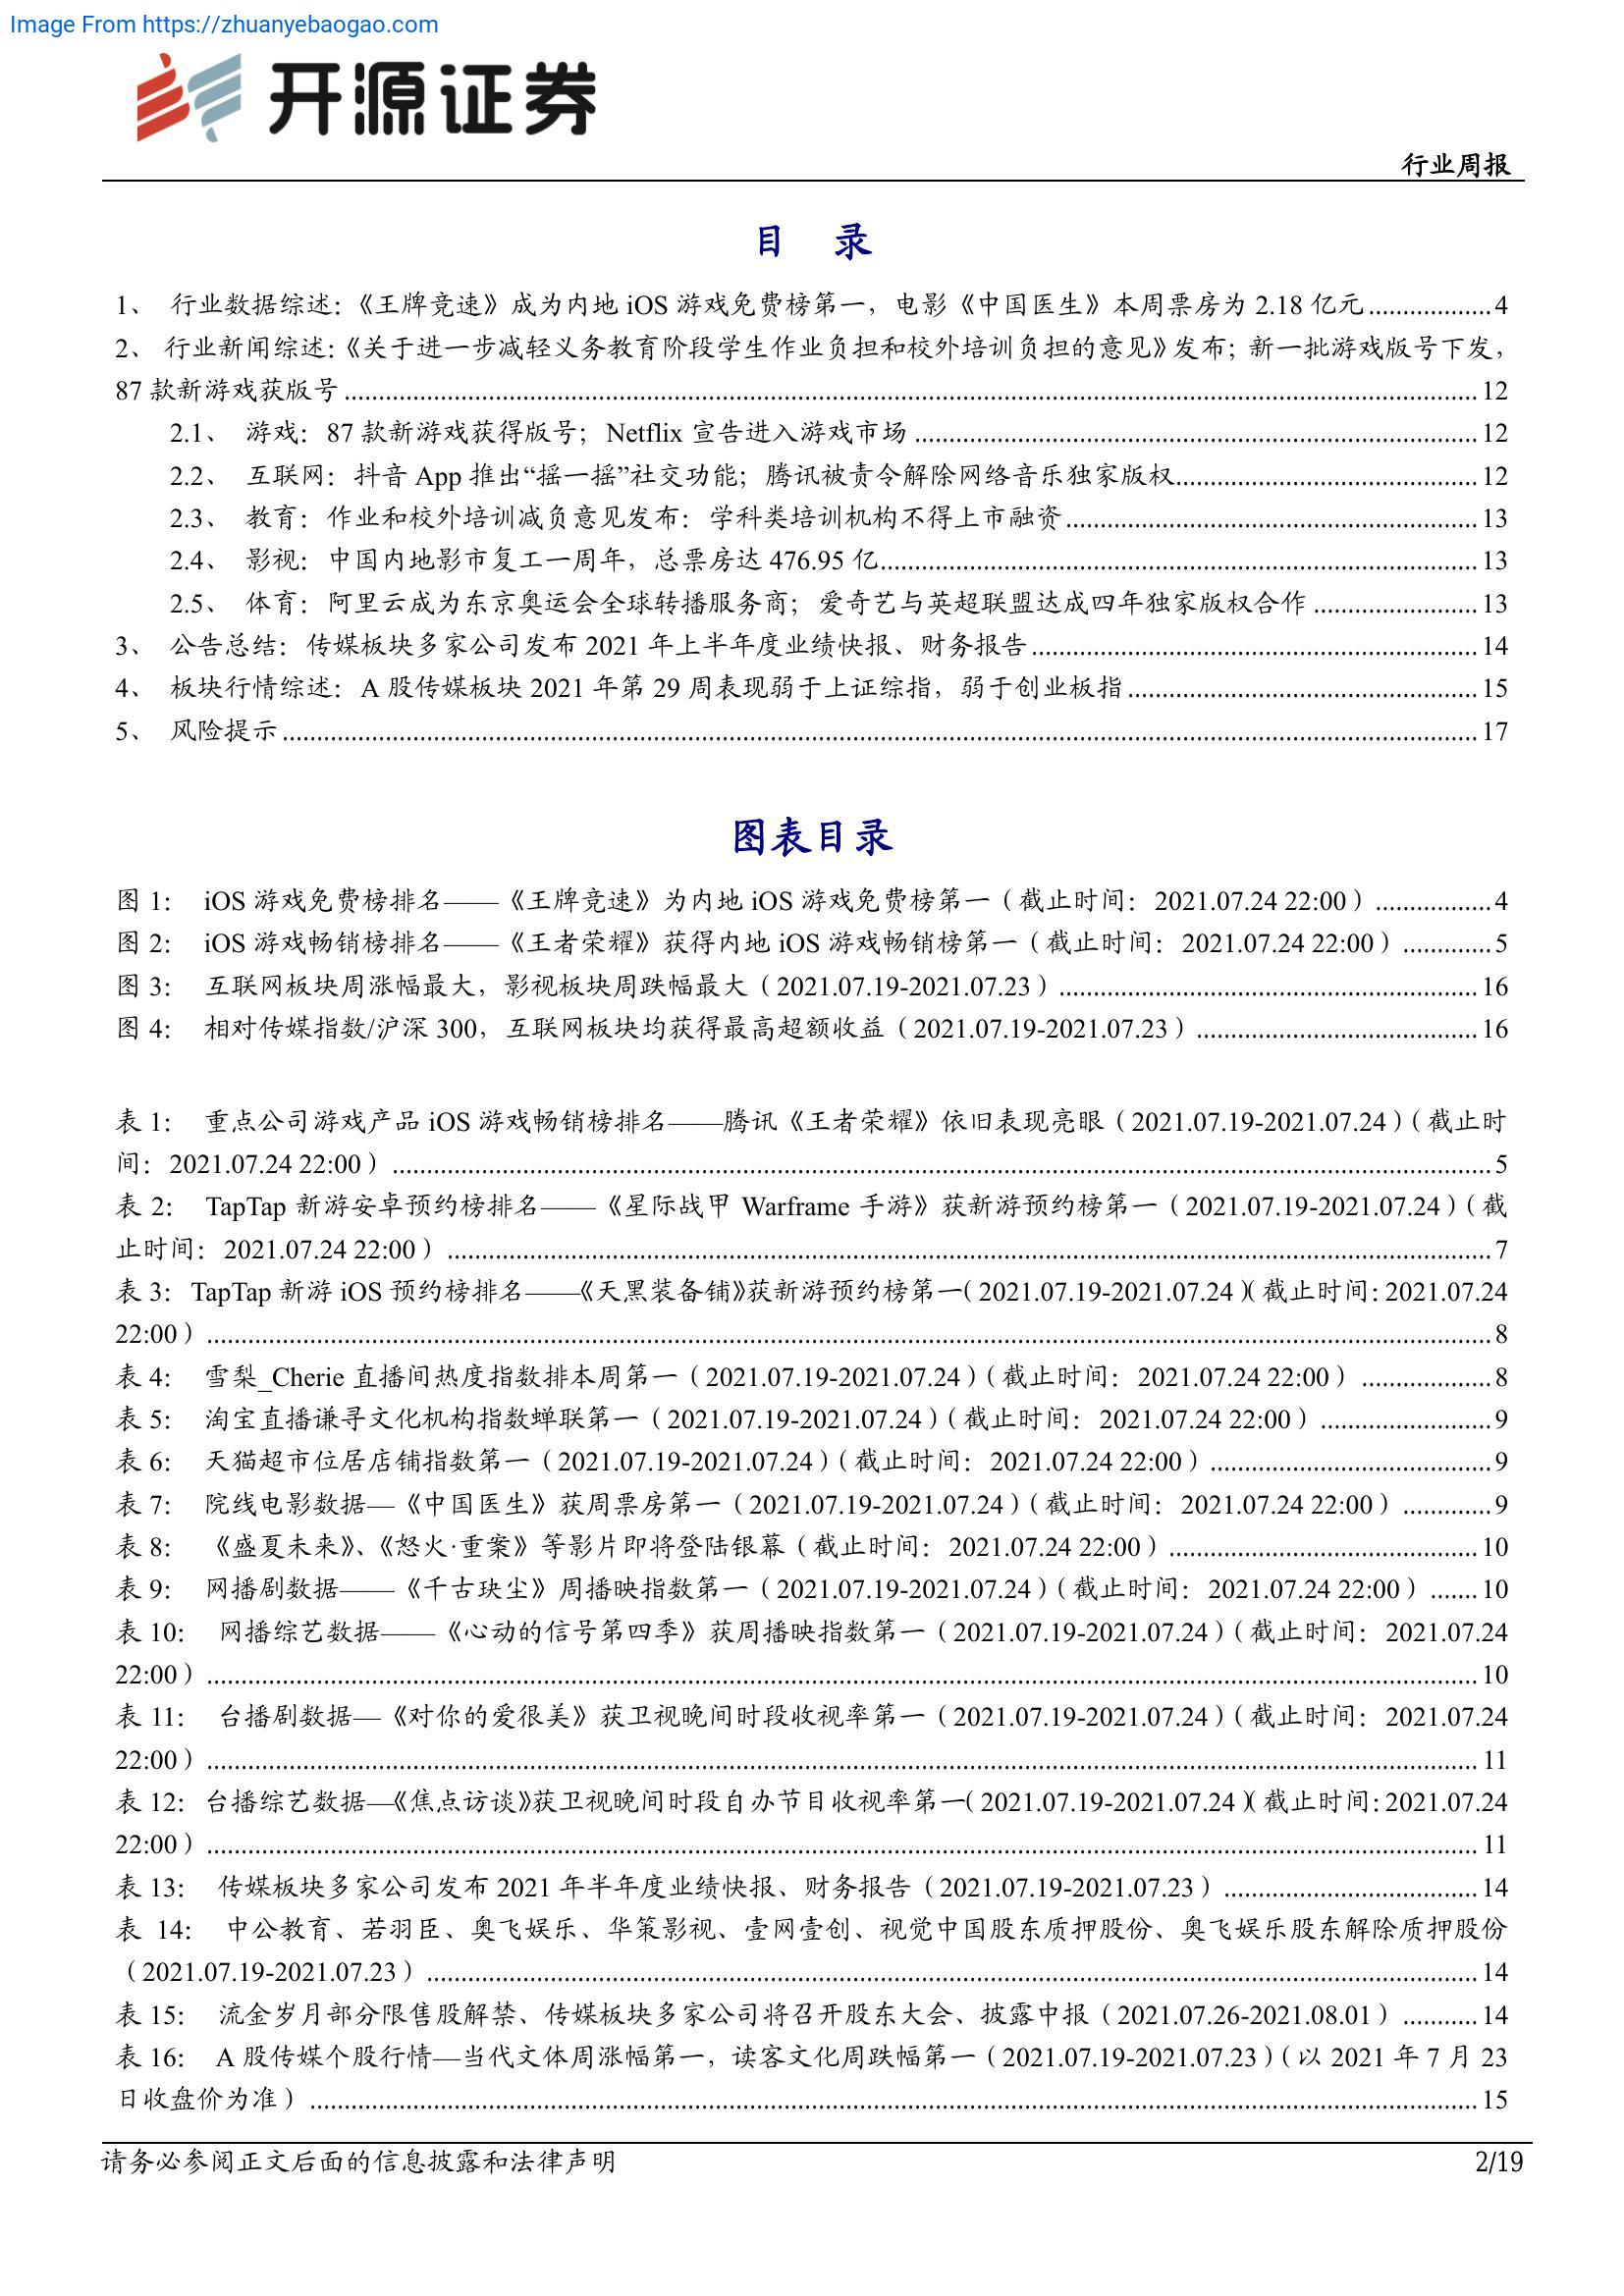 Image From https://zhuanyebaogao.com
开源证券
行业周报
目 录
1、 行业数据综述：《王牌竞速》成为内地 iOS 游戏免费榜第一，电影《中国医生》本周票房为 2.18 亿元 .................. 4
2、 行业新闻综述：《关于进一步减轻义务教育阶段学生作业负担和校外培训负担的意见》发布；新一批游戏版号下发，
87 款新游戏获版号 .................. 12
2.1、 游戏：87 款新游戏获得版号；Netflix 宣告进入游戏市场 .................. 12
2.2、 互联网：抖音 App 推出“摇一摇”社交功能；腾讯被责令解除网络音乐独家版权.................. 12
2.3、 教育：作业和校外培训减负意见发布：学科类培训机构不得上市融资 .................. 13
2.4、 影视：中国内地影市复工一周年，总票房达 476.95 亿.................. 13
2.5、 体育：阿里云成为东京奥运会全球转播服务商；爱奇艺与英超联盟达成四年独家版权合作 .................. 13
3、 公告总结：传媒板块多家公司发布 2021 年上半年度业绩快报、财务报告 .................. 14
4、 板块行情综述：A 股传媒板块 2021 年第 29 周表现弱于上证综指，弱于创业板指 .................. 15
5、 风险提示 .................. 17
图表目录
图 1： iOS 游戏免费榜排名——《王牌竞速》为内地 iOS 游戏免费榜第一（截止时间：2021.07.24 22:00） .................. 4
图 2： iOS 游戏畅销榜排名——《王者荣耀》获得内地 iOS 游戏畅销榜第一（截止时间：2021.07.24 22:00） ............. 5
图 3： 互联网板块周涨幅最大，影视板块周跌幅最大（2021.07.19-2021.07.23） .................. 16
图 4： 相对传媒指数/沪深 300，互联网板块均获得最高超额收益（2021.07.19-2021.07.23） .................. 16
表 1： 重点公司游戏产品 iOS 游戏畅销榜排名——腾讯《王者荣耀》依旧表现亮眼（2021.07.19-2021.07.24）（截止时
间：2021.07.24 22:00） .................. 5
表 2： TapTap 新游安卓预约榜排名——《星际战甲 Warframe 手游》获新游预约榜第一（2021.07.19-2021.07.24）（截
止时间：2021.07.24 22:00） .................. 7
表 3：TapTap 新游 iOS 预约榜排名——《天黑装备铺》获新游预约榜第一（2021.07.19-2021.07.24）（截止时间：2021.07.24
22:00） .................. 8
表 4： 雪梨_Cherie 直播间热度指数排本周第一（2021.07.19-2021.07.24）（截止时间：2021.07.24 22:00） .................. 8
表 5： 淘宝直播谦寻文化机构指数蝉联第一（2021.07.19-2021.07.24）（截止时间：2021.07.24 22:00） .................. 9
表 6： 天猫超市位居店铺指数第一（2021.07.19-2021.07.24）（截止时间：2021.07.24 22:00） .................. 9
表 7： 院线电影数据—《中国医生》获周票房第一（2021.07.19-2021.07.24）（截止时间：2021.07.24 22:00） ............. 9
表 8： 《盛夏未来》、《怒火·重案》等影片即将登陆银幕（截止时间：2021.07.24 22:00） .................. 10
表 9： 网播剧数据——《千古玦尘》周播映指数第一（2021.07.19-2021.07.24）（截止时间：2021.07.24 22:00） ....... 10
表 10： 网播综艺数据——《心动的信号第四季》获周播映指数第一（2021.07.19-2021.07.24）（截止时间：2021.07.24
22:00） .................. 10
表 11： 台播剧数据—《对你的爱很美》获卫视晚间时段收视率第一（2021.07.19-2021.07.24）（截止时间：2021.07.24
22:00） .................. 11
表 12：台播综艺数据—《焦点访谈》获卫视晚间时段自办节目收视率第一（2021.07.19-2021.07.24）（截止时间：2021.07.24
22:00） .................. 11
表 13： 传媒板块多家公司发布 2021 年半年度业绩快报、财务报告（2021.07.19-2021.07.23） .................. 14
表 14： 中公教育、若羽臣、奥飞娱乐、华策影视、壹网壹创、视觉中国股东质押股份、奥飞娱乐股东解除质押股份
（2021.07.19-2021.07.23） .................. 14
表 15： 流金岁月部分限售股解禁、传媒板块多家公司将召开股东大会、披露中报（2021.07.26-2021.08.01） ........... 14
表 16： A 股传媒个股行情—当代文体周涨幅第一，读客文化周跌幅第一（2021.07.19-2021.07.23）（以 2021 年 7 月 23
日收盘价为准） .................. 15
请务必参阅正文后面的信息披露和法律声明
2/19